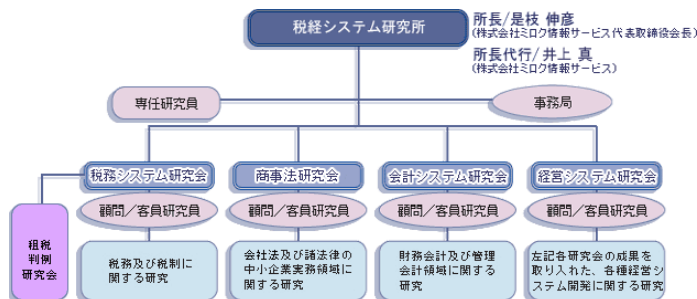 税経システム研究所
所長/是枝 伸彦
(株式会社ミロク情報サービス代表取締役会長)
所長代行/井上 真
(株式会社ミロク情報サービス)
専任研究員
事務局
税務システム研究会
商事法研究会
会計システム研究会
経営システム研究会
顧問/客員研究員
顧問/客員研究員
顧問/客員研究員
顧問/客員研究員
租税
判例
研究会
税務及び税制に
関する研究
会社法及び諸法律の
中小企業実務領域に
関する研究
財務会計及び管理
会計領域に関する
研究
左記各研究会の成果を
取り入れた、各種経営シ
ステム開発に関する研究